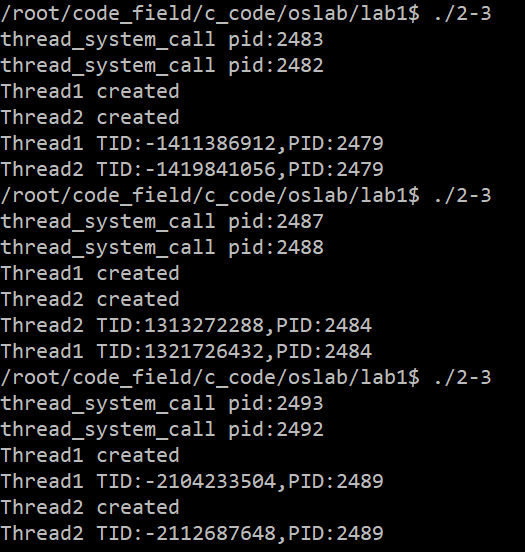 /root/code_field/c_code/oslab/lab1$ ./2-3
thread_system_call pid:2483
thread_system_call pid:2482
Thread1 created
Thread2 created
Thread1 TID:-1411386912,PID:2479
Thread2 TID:-1419841056,PID:2479
/root/code_field/c_code/oslab/lab1$ ./2-3
thread_system_call pid:2487
thread_system_call pid:2488
Thread1 created
Thread2 created
Thread2 TID:1313272288,PID:2484
Thread1 TID:1321726432,PID:2484
/root/code_field/c_code/oslab/lab1$ ./2-3
thread_system_call pid:2493
thread_system_call pid:2492
Thread1 created
Thread1 TID:-2104233504,PID:2489
Thread2 created
Thread2 TID:-2112687648,PID:2489